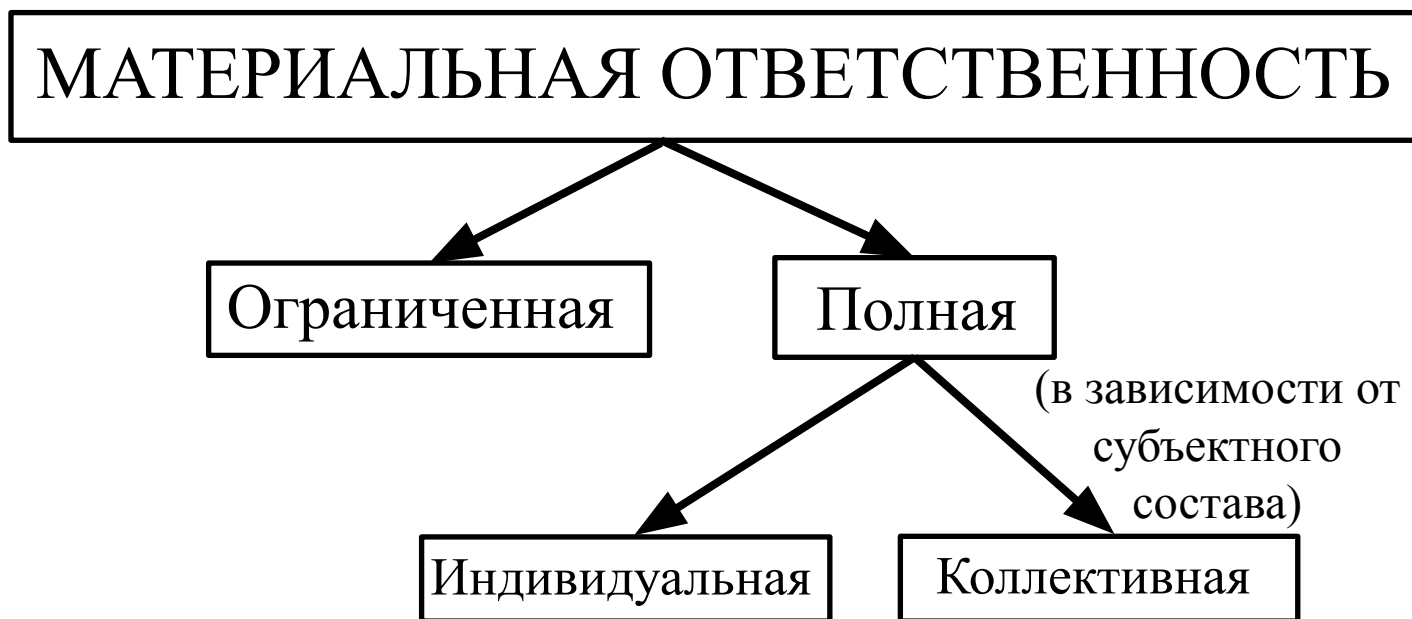 МАТЕРИАЛЬНАЯ ОТВЕТСТВЕННОСТЬ
Ограниченная
Полная
(в зависимости от
субъектного
состава)
Индивидуальная
Коллективная